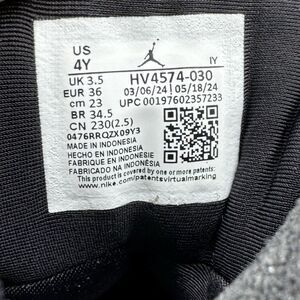 US
4Y
IY
UK 3.5
HV4574-030
EUR 36
03/06/24 05/18/24
cm 23
UPC 00197602357233
BR 34.5
CN 230(2.5)
0476RRQZX09Y3
MADE IN INDONESIA
HECHO EN INDONESIA
FABRIQUÉ EN INDONÉSIE
FABRICADO NA INDONÉSIA
This product is covered by one or more patents. See
www.nike.com/patentsvirtualmarking